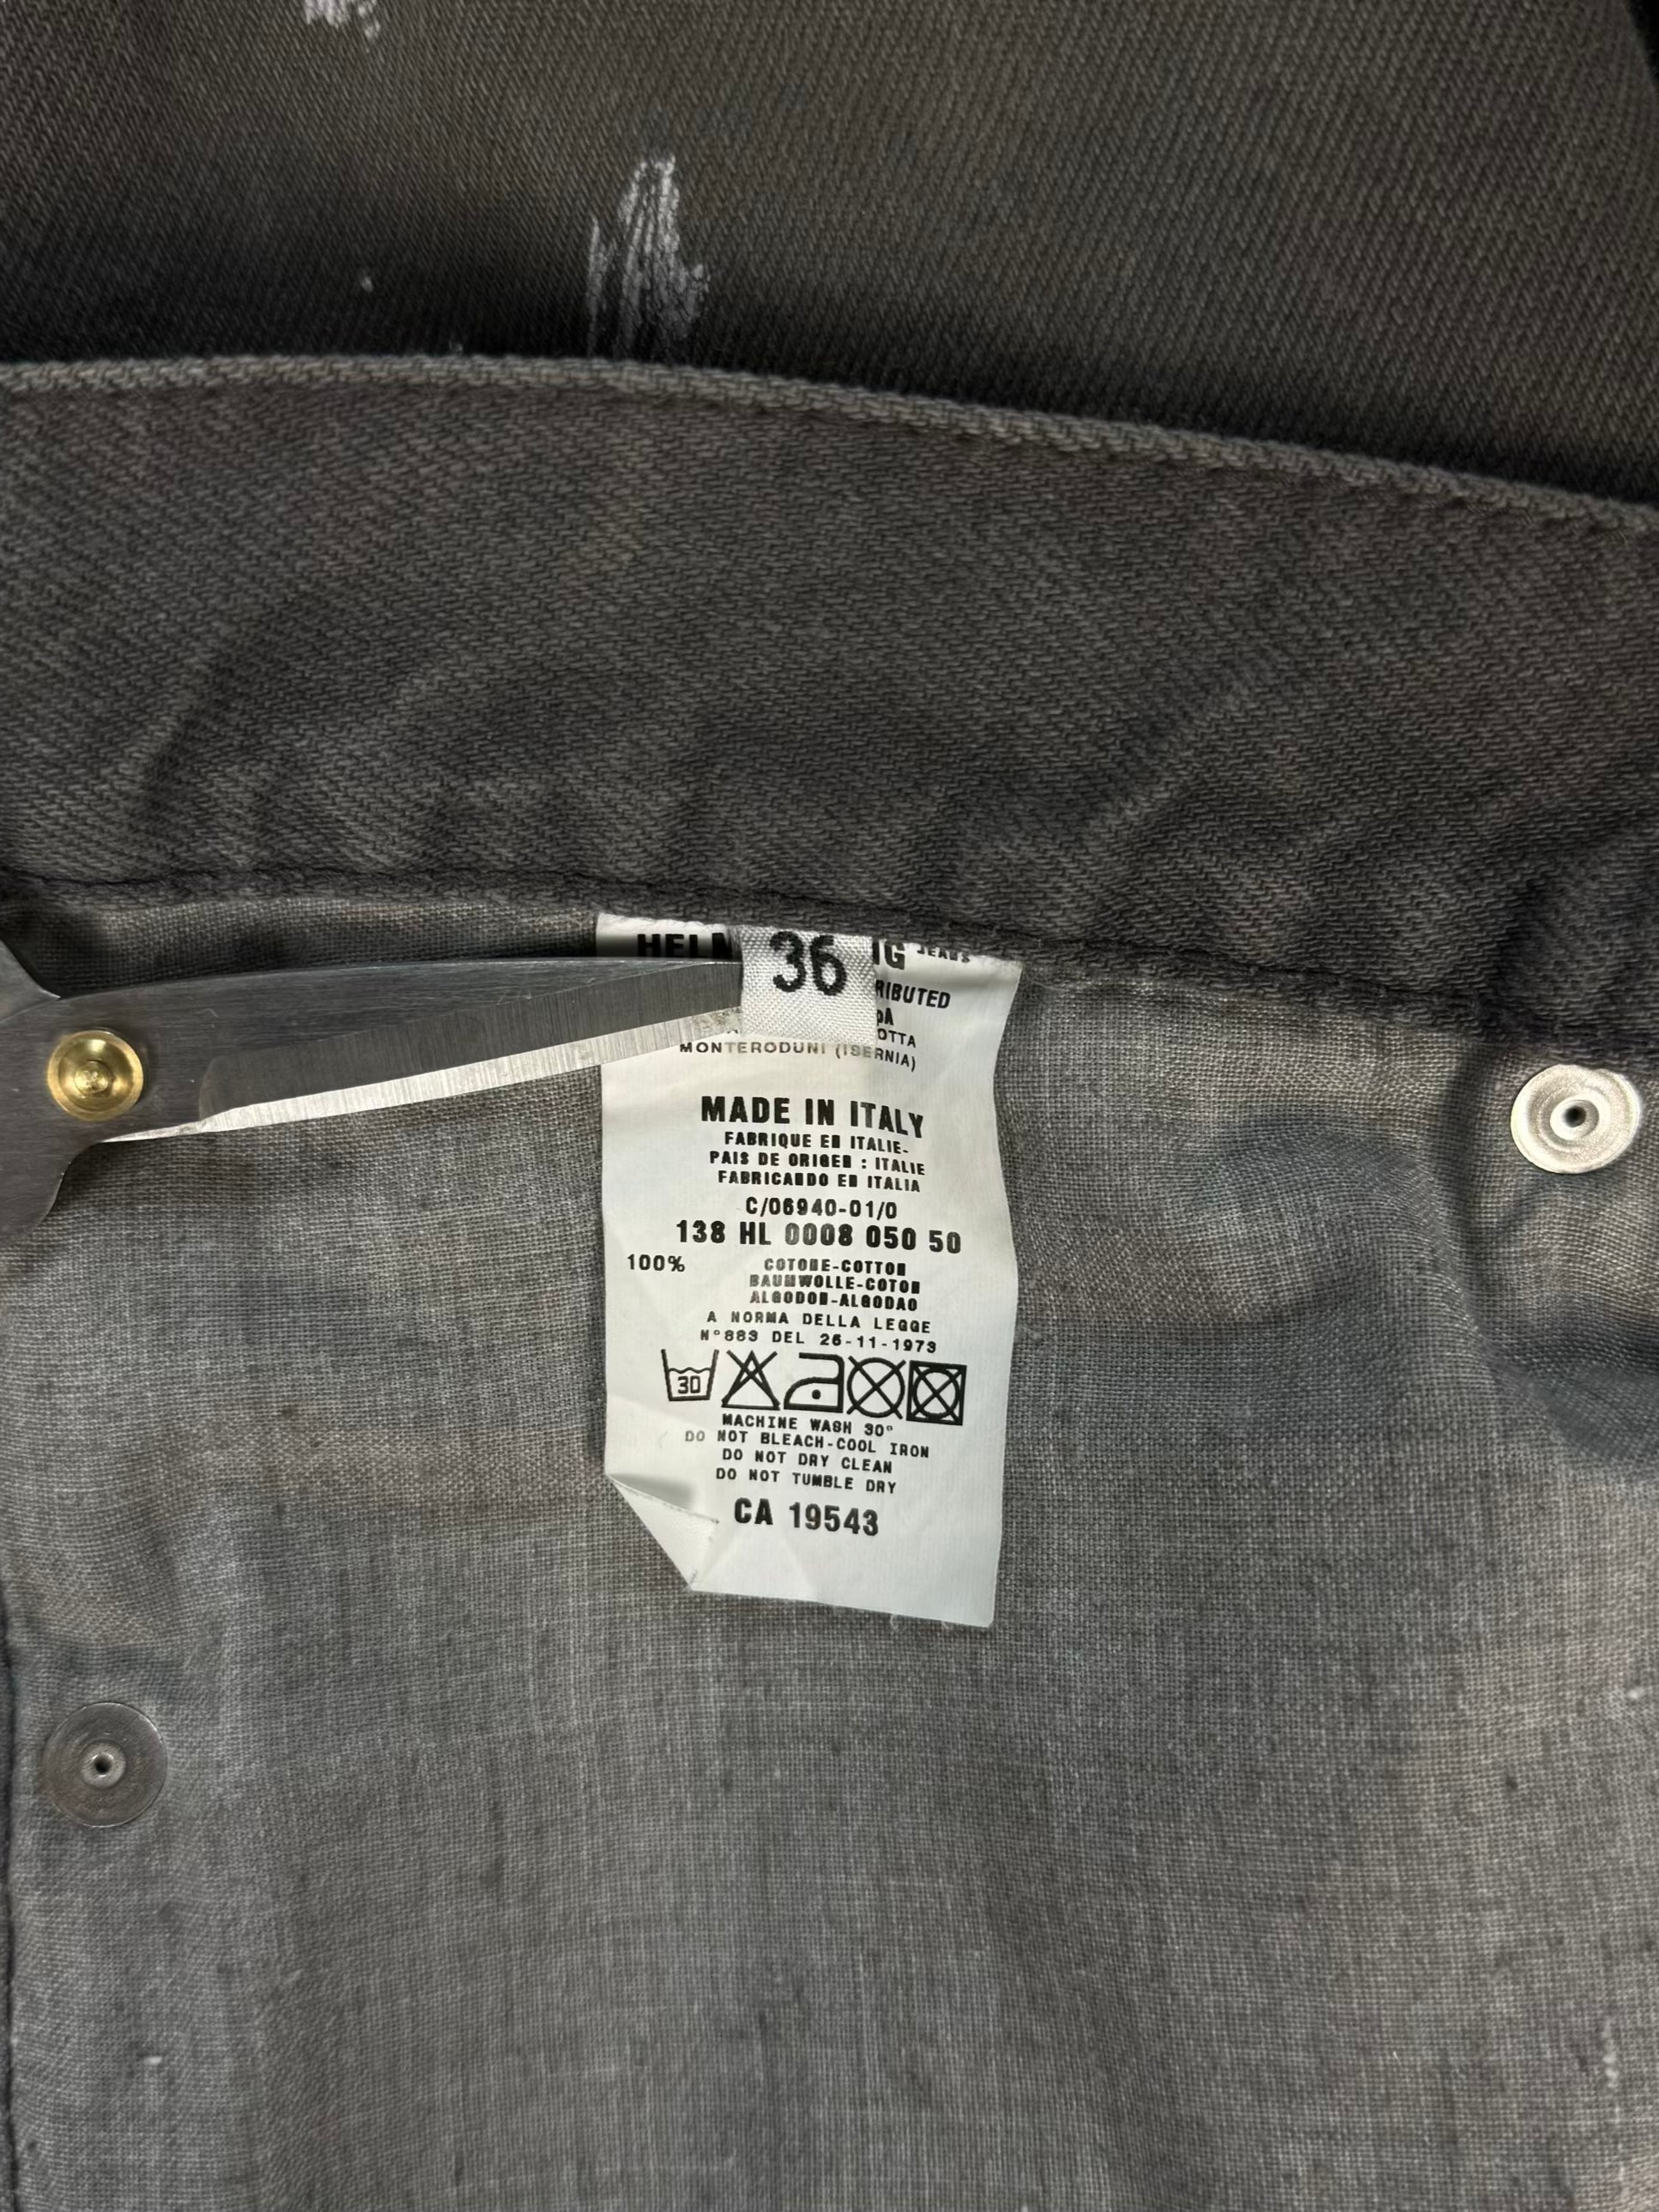 36
JEANS
MONTERODUNI (ISERNIA)
MADE IN ITALY
FABRIQUE EN ITALIE-
PAIS DE ORIGEN : ITALIE
FABRICANDO EN ITALIA
C/06940-01/0
138 HL 0008 050 50
100% COTONE-COTTON
BAUMWOLLE-COTON
ALGODON-ALGODAO
A NORMA DELLA LEGGE
N°883 DEL 26-11-1973
30
MACHINE WASH 30°
DO NOT BLEACH-COOL IRON
DO NOT DRY CLEAN
DO NOT TUMBLE DRY
CA 19543